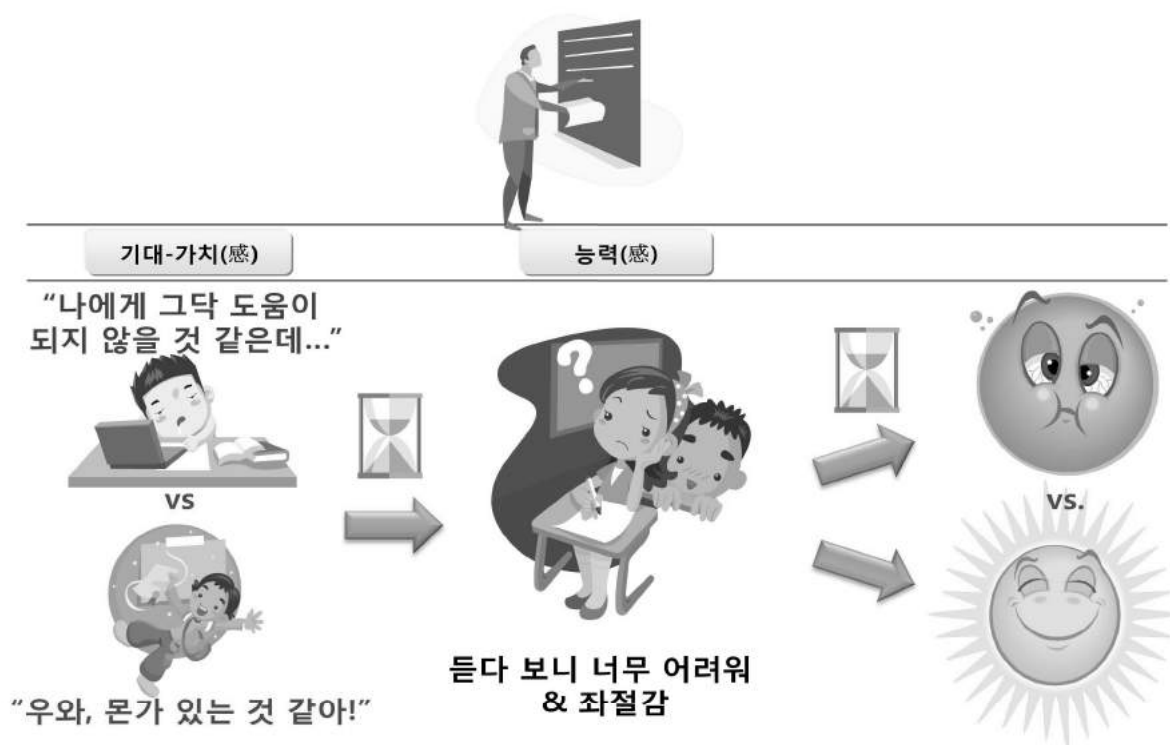 기대-가치(感)
능력(感)
“나에게 그닥 도움이
되지 않을 것 같은데...”
vs
“우와, 몬가 있는 것 같아!”
?
듣다 보니 너무 어려워
& 좌절감
vs.